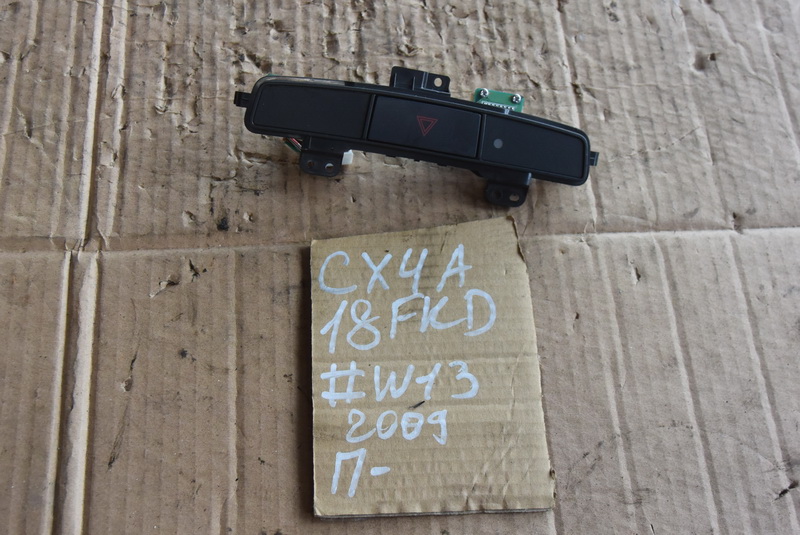 CX4A
18FKD
#W13
2009
П-